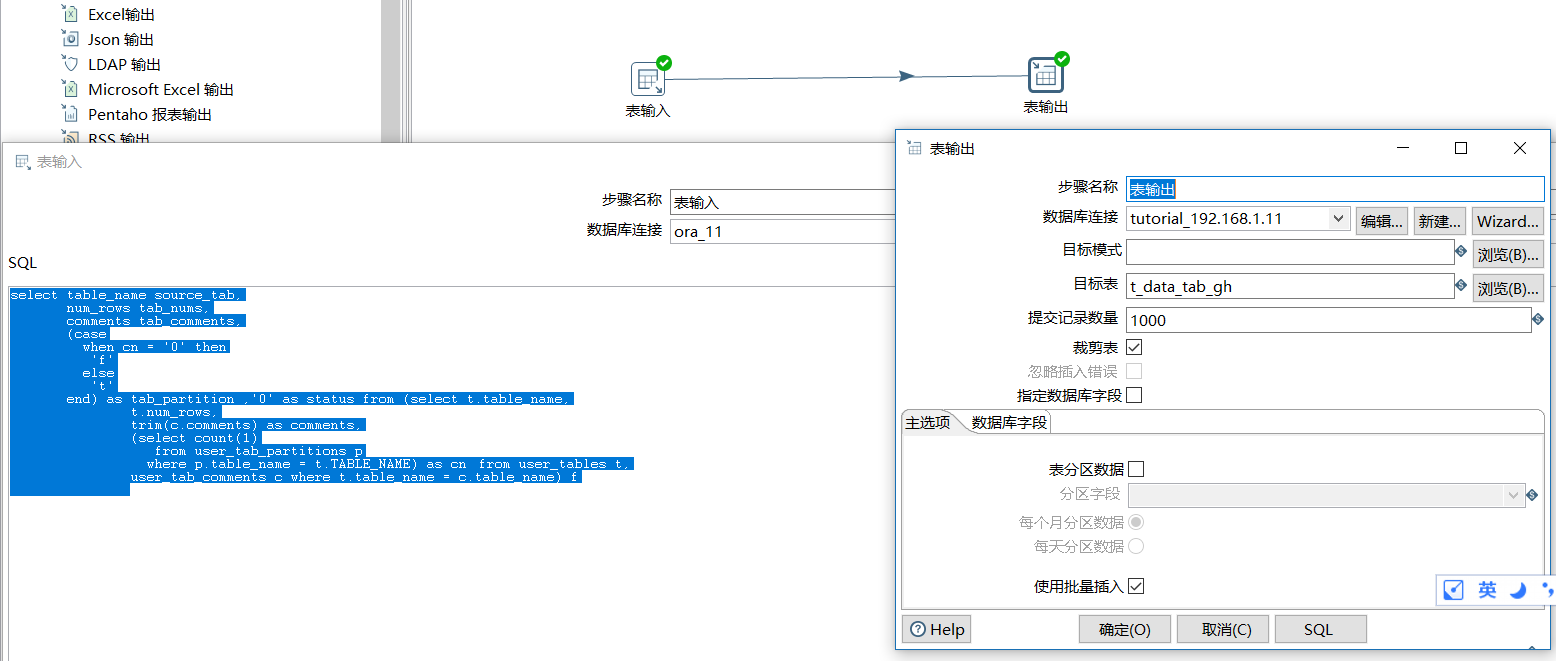 Excel输出
Json 输出
LDAP 输出
Microsoft Excel 输出
Pentaho 报表输出
RSS 输出
表输入
表输出
表输入
步骤名称 表输入
数据库连接 ora_11
SQL
select table_name source_tab,
num_rows tab_nums,
comments tab_comments,
(case
when cn = '0' then
'f'
else
't'
end) as tab_partition ,'0' as status from (select t.table_name,
t.num_rows,
trim(c.comments) as comments,
(select count(1)
from user_tab_partitions p
where p.table_name = t.TABLE_NAME) as cn from user_tables t,
user_tab_comments c where t.table_name = c.table_name) f
表输出
步骤名称 表输出
数据库连接 tutorial_192.168.1.11 编辑... 新建... Wizard...
目标模式 浏览(B)...
目标表 t_data_tab_gh 浏览(B)...
提交记录数量 1000
裁剪表
忽略插入错误
指定数据库字段
主选项 数据库字段
表分区数据
分区字段
每个月分区数据
每天分区数据
使用批量插入
英
Help 确定(O) 取消(C) SQL